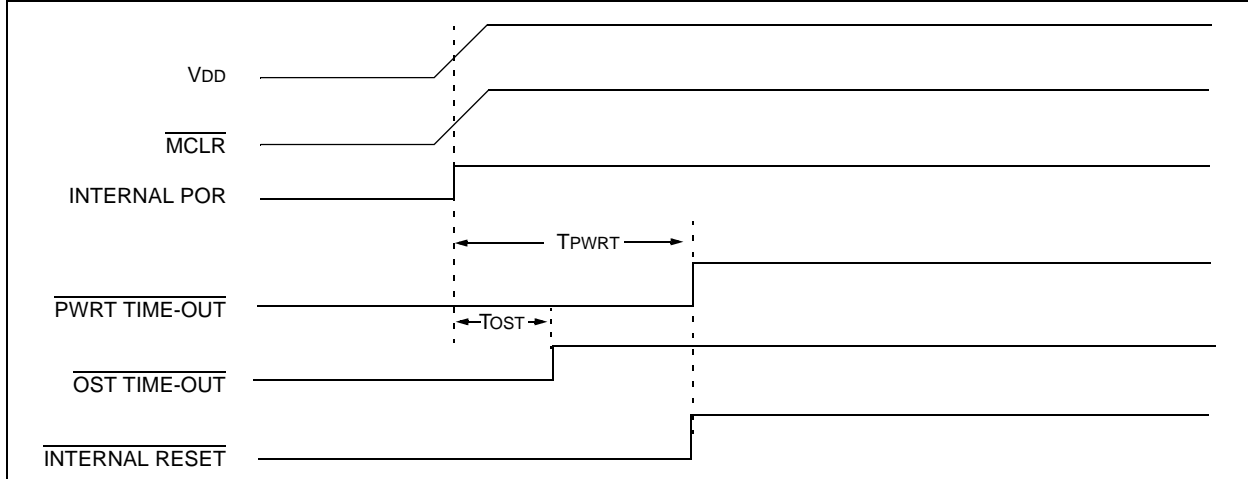 VDD
MCLR
INTERNAL POR
TPWRT
PWRT TIME-OUT
TOST
OST TIME-OUT
INTERNAL RESET